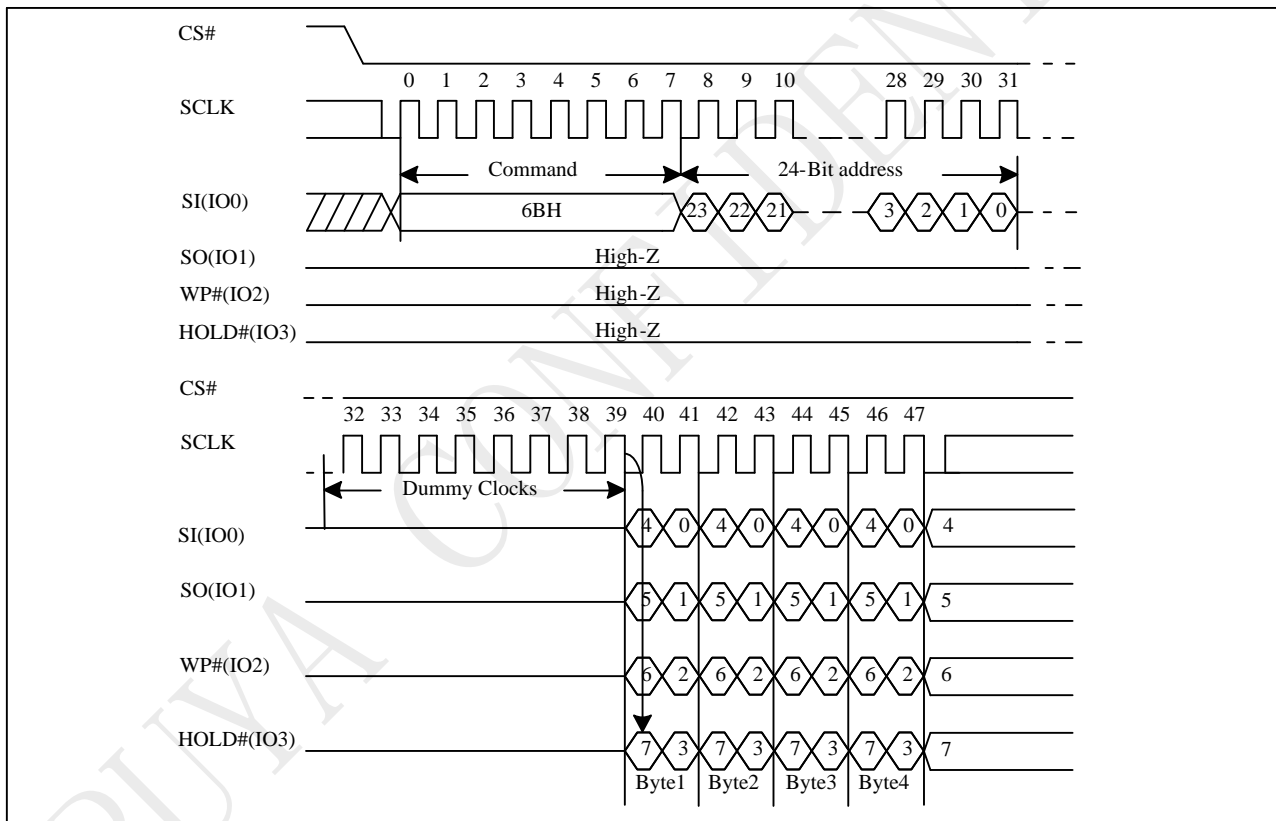 CS#
0 1 2 3 4 5 6 7 8 9 10 28 29 30 31
SCLK
Command 24-Bit address
SI(IO0) 6BH 23 22 21 3 2 1 0
SO(IO1) High-Z
WP#(IO2) High-Z
HOLD#(IO3) High-Z
CS#
32 33 34 35 36 37 38 39 40 41 42 43 44 45 46 47
SCLK
Dummy Clocks
SI(IO0) 4 0 4 0 4 0 4 0 4
SO(IO1) 5 1 5 1 5 1 5 1 5
WP#(IO2) 6 2 6 2 6 2 6 2 6
HOLD#(IO3) 7 3 7 3 7 3 7 3 7
Byte1 Byte2 Byte3 Byte4
PUYA CONFIDENT